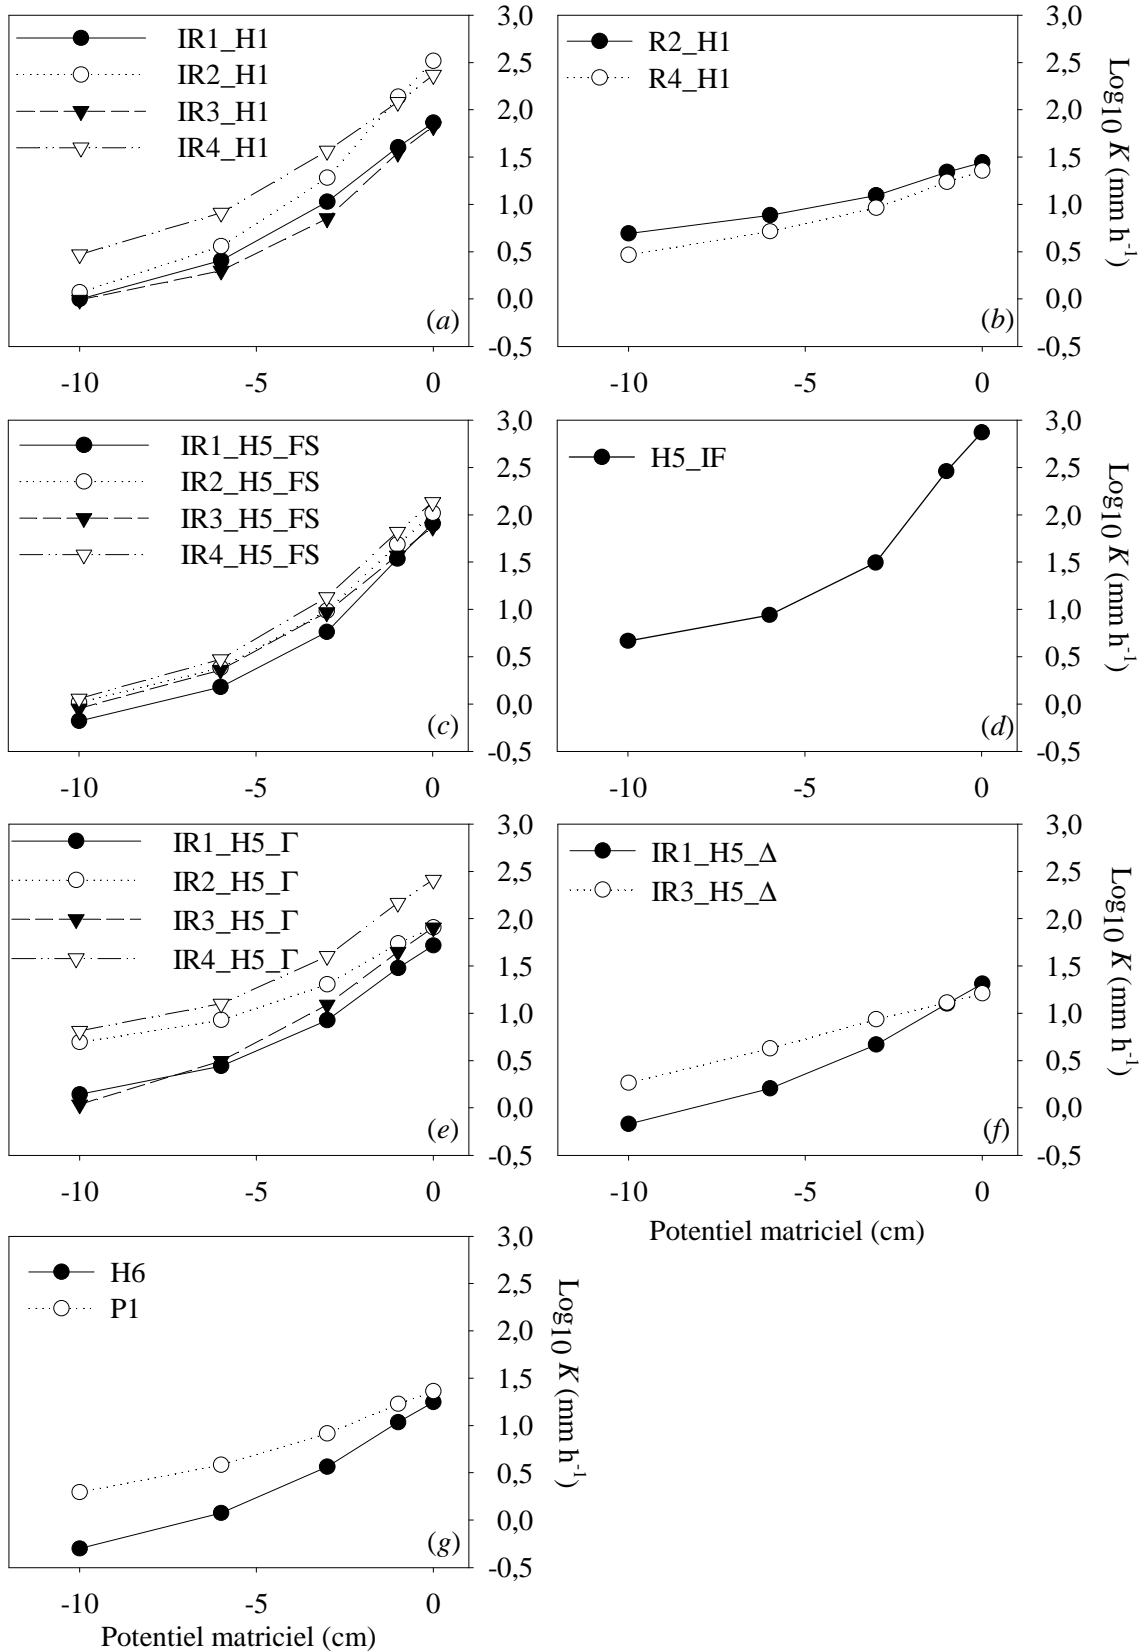 IR1_H1
IR2_H1
IR3_H1
IR4_H1
3,0
2,5
2,0
1,5
1,0
0,5
0,0
-0,5
(a)
-10
-5
0
R2_H1
R4_H1
3,0
2,5
2,0
1,5
1,0
0,5
0,0
-0,5
(b)
-10
-5
0
Log10 K (mm h-1)
IR1_H5_FS
IR2_H5_FS
IR3_H5_FS
IR4_H5_FS
3,0
2,5
2,0
1,5
1,0
0,5
0,0
-0,5
(c)
-10
-5
0
H5_IF
3,0
2,5
2,0
1,5
1,0
0,5
0,0
-0,5
(d)
-10
-5
0
Log10 K (mm h-1)
IR1_H5_Γ
IR2_H5_Γ
IR3_H5_Γ
IR4_H5_Γ
3,0
2,5
2,0
1,5
1,0
0,5
0,0
-0,5
(e)
-10
-5
0
IR1_H5_Δ
IR3_H5_Δ
3,0
2,5
2,0
1,5
1,0
0,5
0,0
-0,5
(f)
-10
-5
0
Potentiel matriciel (cm)
Log10 K (mm h-1)
H6
P1
3,0
2,5
2,0
1,5
1,0
0,5
0,0
-0,5
(g)
-10
-5
0
Potentiel matriciel (cm)
Log10 K (mm h-1)